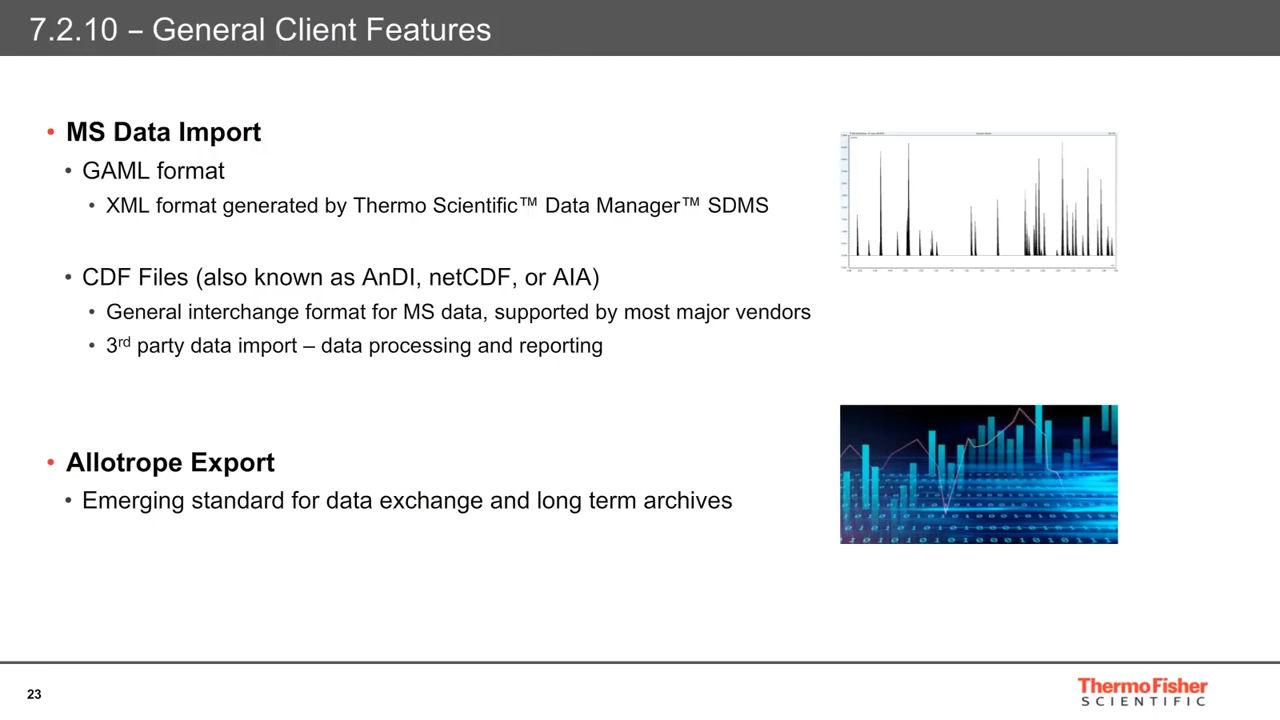 7.2.10 – General Client Features
• MS Data Import
• GAML format
• XML format generated by Thermo Scientific™ Data Manager™ SDMS
• CDF Files (also known as AnDI, netCDF, or AIA)
• General interchange format for MS data, supported by most major vendors
• 3rd party data import – data processing and reporting
• Allotrope Export
• Emerging standard for data exchange and long term archives
23
ThermoFisher
SCIENTIFIC